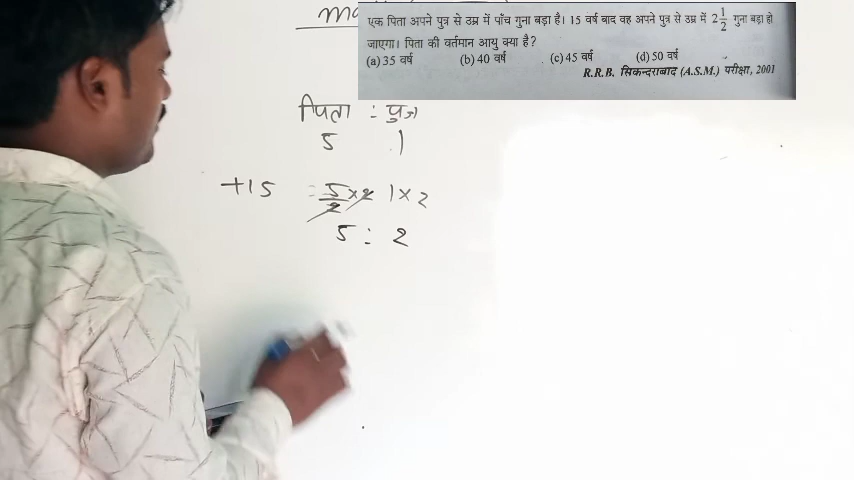 एक पिता अपने पुत्र से उम्र में पाँच गुना बड़ा है। 15 वर्ष बाद वह अपने पुत्र से उम्र में 2 1/2 गुना बड़ा हो
जाएगा। पिता की वर्तमान आयु क्या है?
(a) 35 वर्ष (b) 40 वर्ष (c) 45 वर्ष (d) 50 वर्ष
R.R.B. सिकन्दराबाद (A.S.M.) परीक्षा, 2001
पिता : पुत्र
5 1
+15 = 5/2 × 2 1 × 2
5 : 2